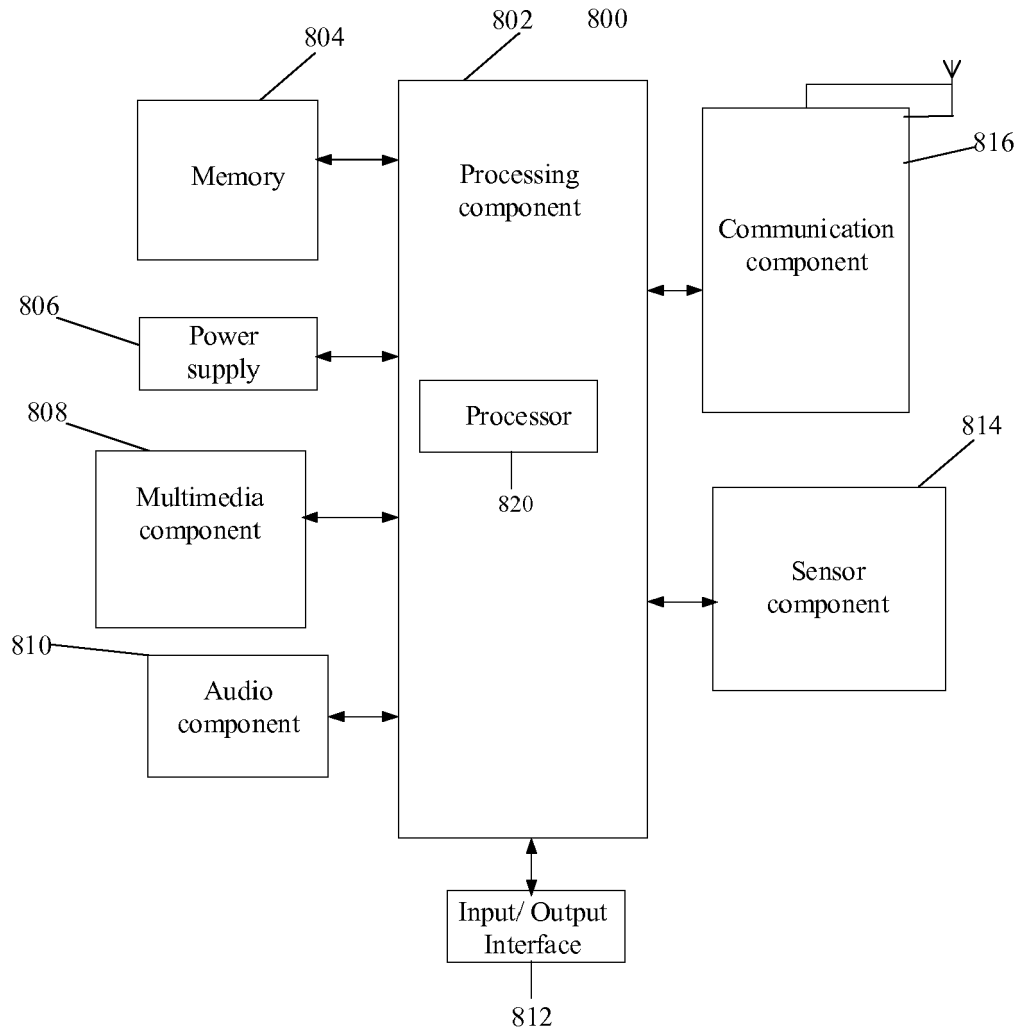 802
800
804
816
Memory
Processing
component
Communication
component
806
Power
supply
808
Processor
814
Multimedia
component
820
Sensor
component
810
Audio
component
Input/ Output
Interface
812